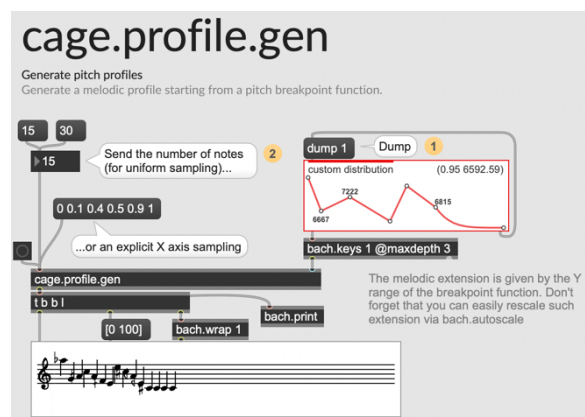 cage.profile.gen
Generate pitch profiles
Generate a melodic profile starting from a pitch breakpoint function.
15
30
15
Send the number of notes
(for uniform sampling)...
2
0 0.1 0.4 0.5 0.9 1
...or an explicit X axis sampling
dump 1
Dump
1
custom distribution
(0.95 6592.59)
7222
6667
6815
bach.keys 1 @maxdepth 3
cage.profile.gen
t b b l
[0 100]
bach.wrap 1
bach.print
The melodic extension is given by the Y
range of the breakpoint function. Don't
forget that you can easily rescale such
extension via bach.autoscale